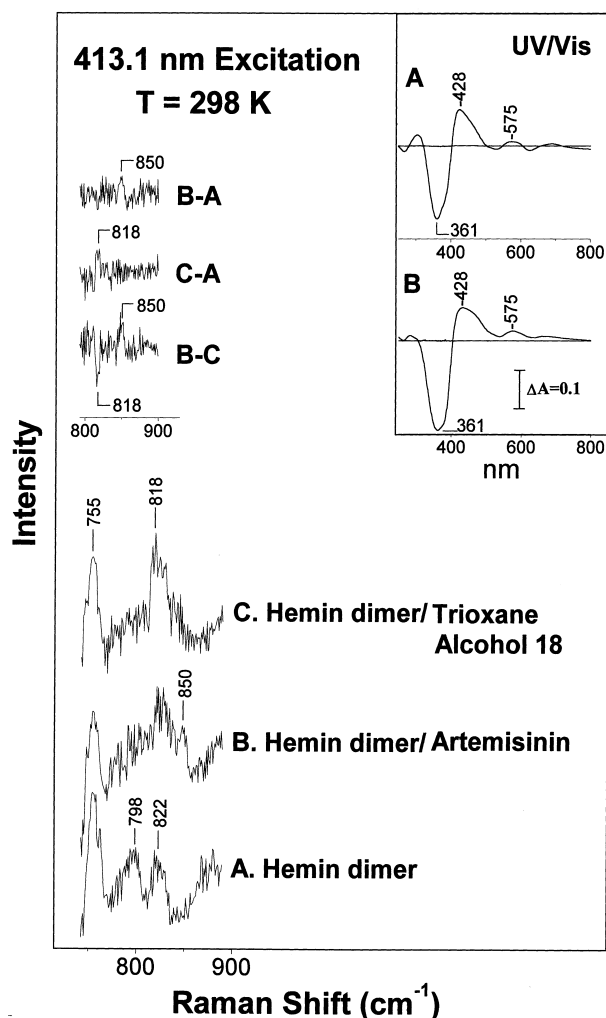 413.1 nm Excitation
T = 298 K
850
B-A
818
C-A
850
B-C
818
800 900
UV/Vis
A
428
575
361
400 600 800
B
428
575
361
ΔA=0.1
400 600 800
nm
Intensity
755
818
C. Hemin dimer/ Trioxane
Alcohol 18
850
B. Hemin dimer/ Artemisinin
798
822
A. Hemin dimer
800 900
Raman Shift (cm⁻¹)